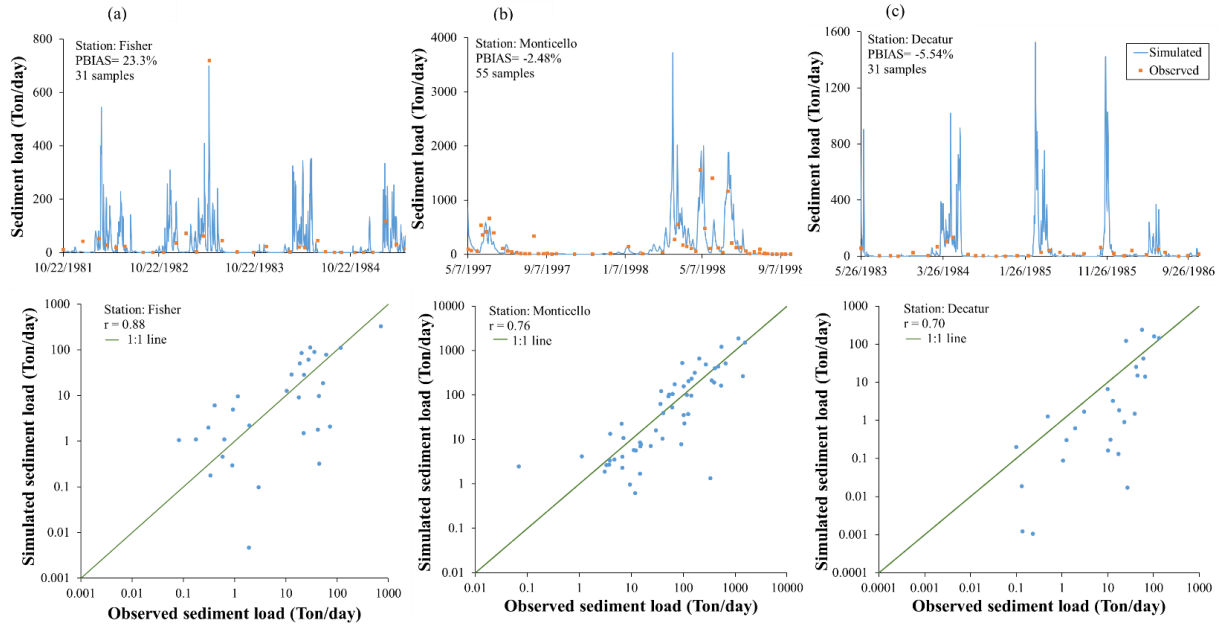 (a)
Station: Fisher
PBIAS= 23.3%
31 samples
Sediment load (Ton/day)
800
600
400
200
0
10/22/1981 10/22/1982 10/22/1983 10/22/1984
(b)
Station: Monticello
PBIAS= -2.48%
55 samples
Sediment load (Ton/day)
4000
3000
2000
1000
0
5/7/1997 9/7/1997 1/7/1998 5/7/1998 9/7/1998
(c)
Station: Decatur
PBIAS= -5.54%
31 samples
Simulated
Observed
Sediment load (Ton/day)
1600
1200
800
400
0
5/26/1983 3/26/1984 1/26/1985 11/26/1985 9/26/1986
Station: Fisher
r = 0.88
1:1 line
Simulated sediment load (Ton/day)
1000
100
10
1
0.1
0.01
0.001
0.001 0.01 0.1 1 10 100 1000
Observed sediment load (Ton/day)
Station: Monticello
r = 0.76
1:1 line
Simulated sediment load (Ton/day)
10000
1000
100
10
1
0.1
0.01
0.01 0.1 1 10 100 1000 10000
Observed sediment load (Ton/day)
Station: Decatur
r = 0.70
1:1 line
Simulated sediment load (Ton/day)
1000
100
10
1
0.1
0.01
0.001
0.0001
0.0001 0.001 0.01 0.1 1 10 100 1000
Observed sediment load (Ton/day)